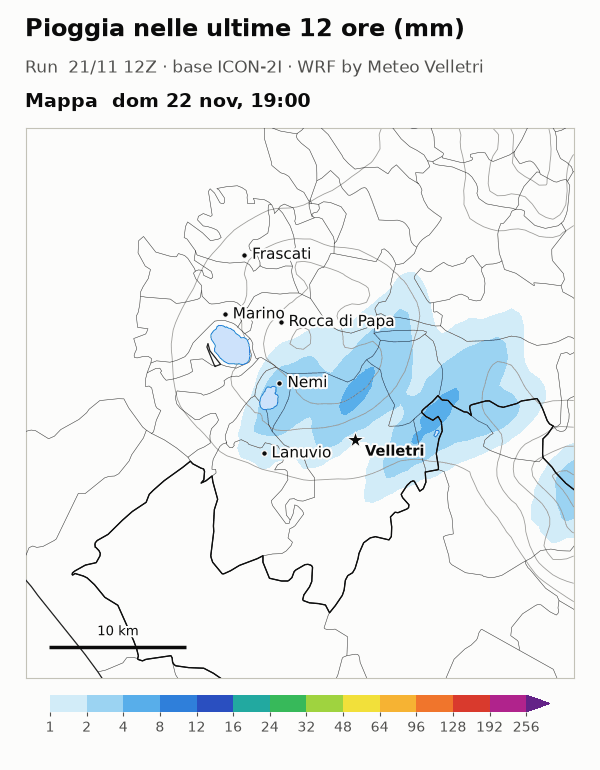 Pioggia nelle ultime 12 ore (mm)
Run 21/11 12Z · base ICON-2I · WRF by Meteo Velletri
Mappa dom 22 nov, 19:00
Frascati
Marino
Rocca di Papa
Nemi
Velletri
Lanuvio
10 km
1 2 4 8 12 16 24 32 48 64 96 128 192 256